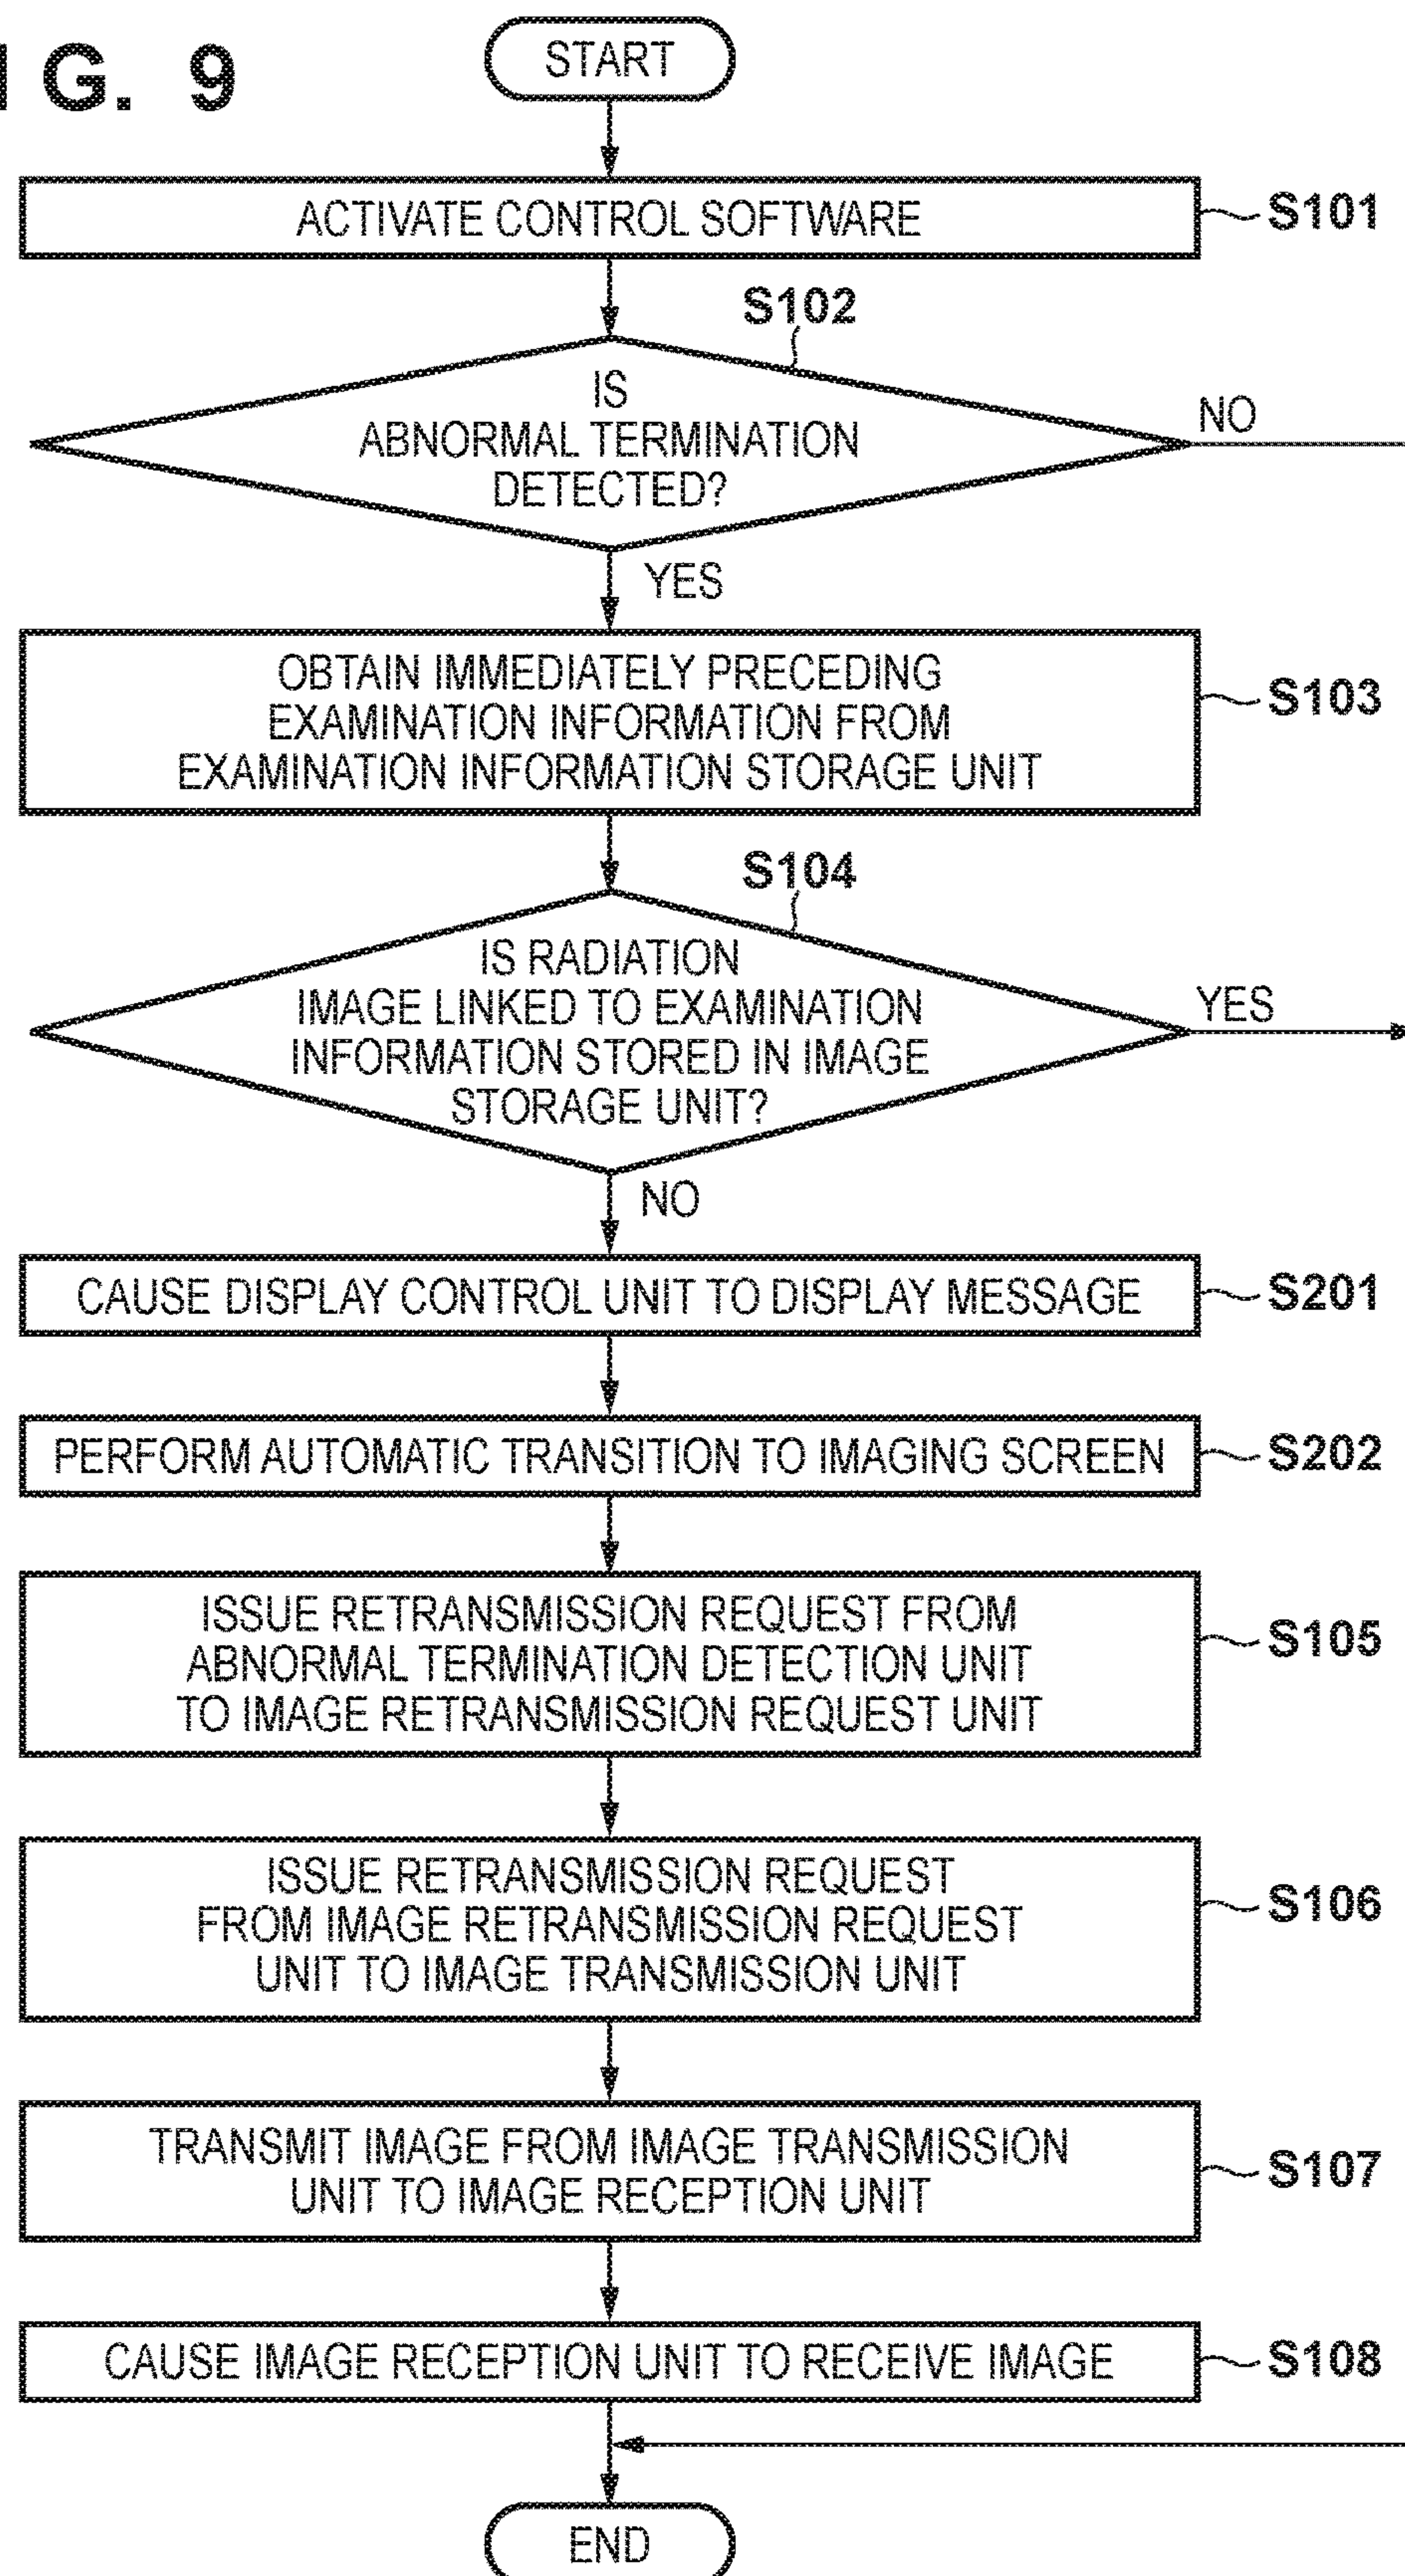 I G. 9
START
ACTIVATE CONTROL SOFTWARE
S101
S102
IS
ABNORMAL TERMINATION
DETECTED?
NO
YES
OBTAIN IMMEDIATELY PRECEDING
EXAMINATION INFORMATION FROM
EXAMINATION INFORMATION STORAGE UNIT
S103
S104
IS RADIATION
IMAGE LINKED TO EXAMINATION
INFORMATION STORED IN IMAGE
STORAGE UNIT?
YES
NO
CAUSE DISPLAY CONTROL UNIT TO DISPLAY MESSAGE
S201
PERFORM AUTOMATIC TRANSITION TO IMAGING SCREEN
S202
ISSUE RETRANSMISSION REQUEST FROM
ABNORMAL TERMINATION DETECTION UNIT
TO IMAGE RETRANSMISSION REQUEST UNIT
S105
ISSUE RETRANSMISSION REQUEST
FROM IMAGE RETRANSMISSION REQUEST
UNIT TO IMAGE TRANSMISSION UNIT
S106
TRANSMIT IMAGE FROM IMAGE TRANSMISSION
UNIT TO IMAGE RECEPTION UNIT
S107
CAUSE IMAGE RECEPTION UNIT TO RECEIVE IMAGE
S108
END